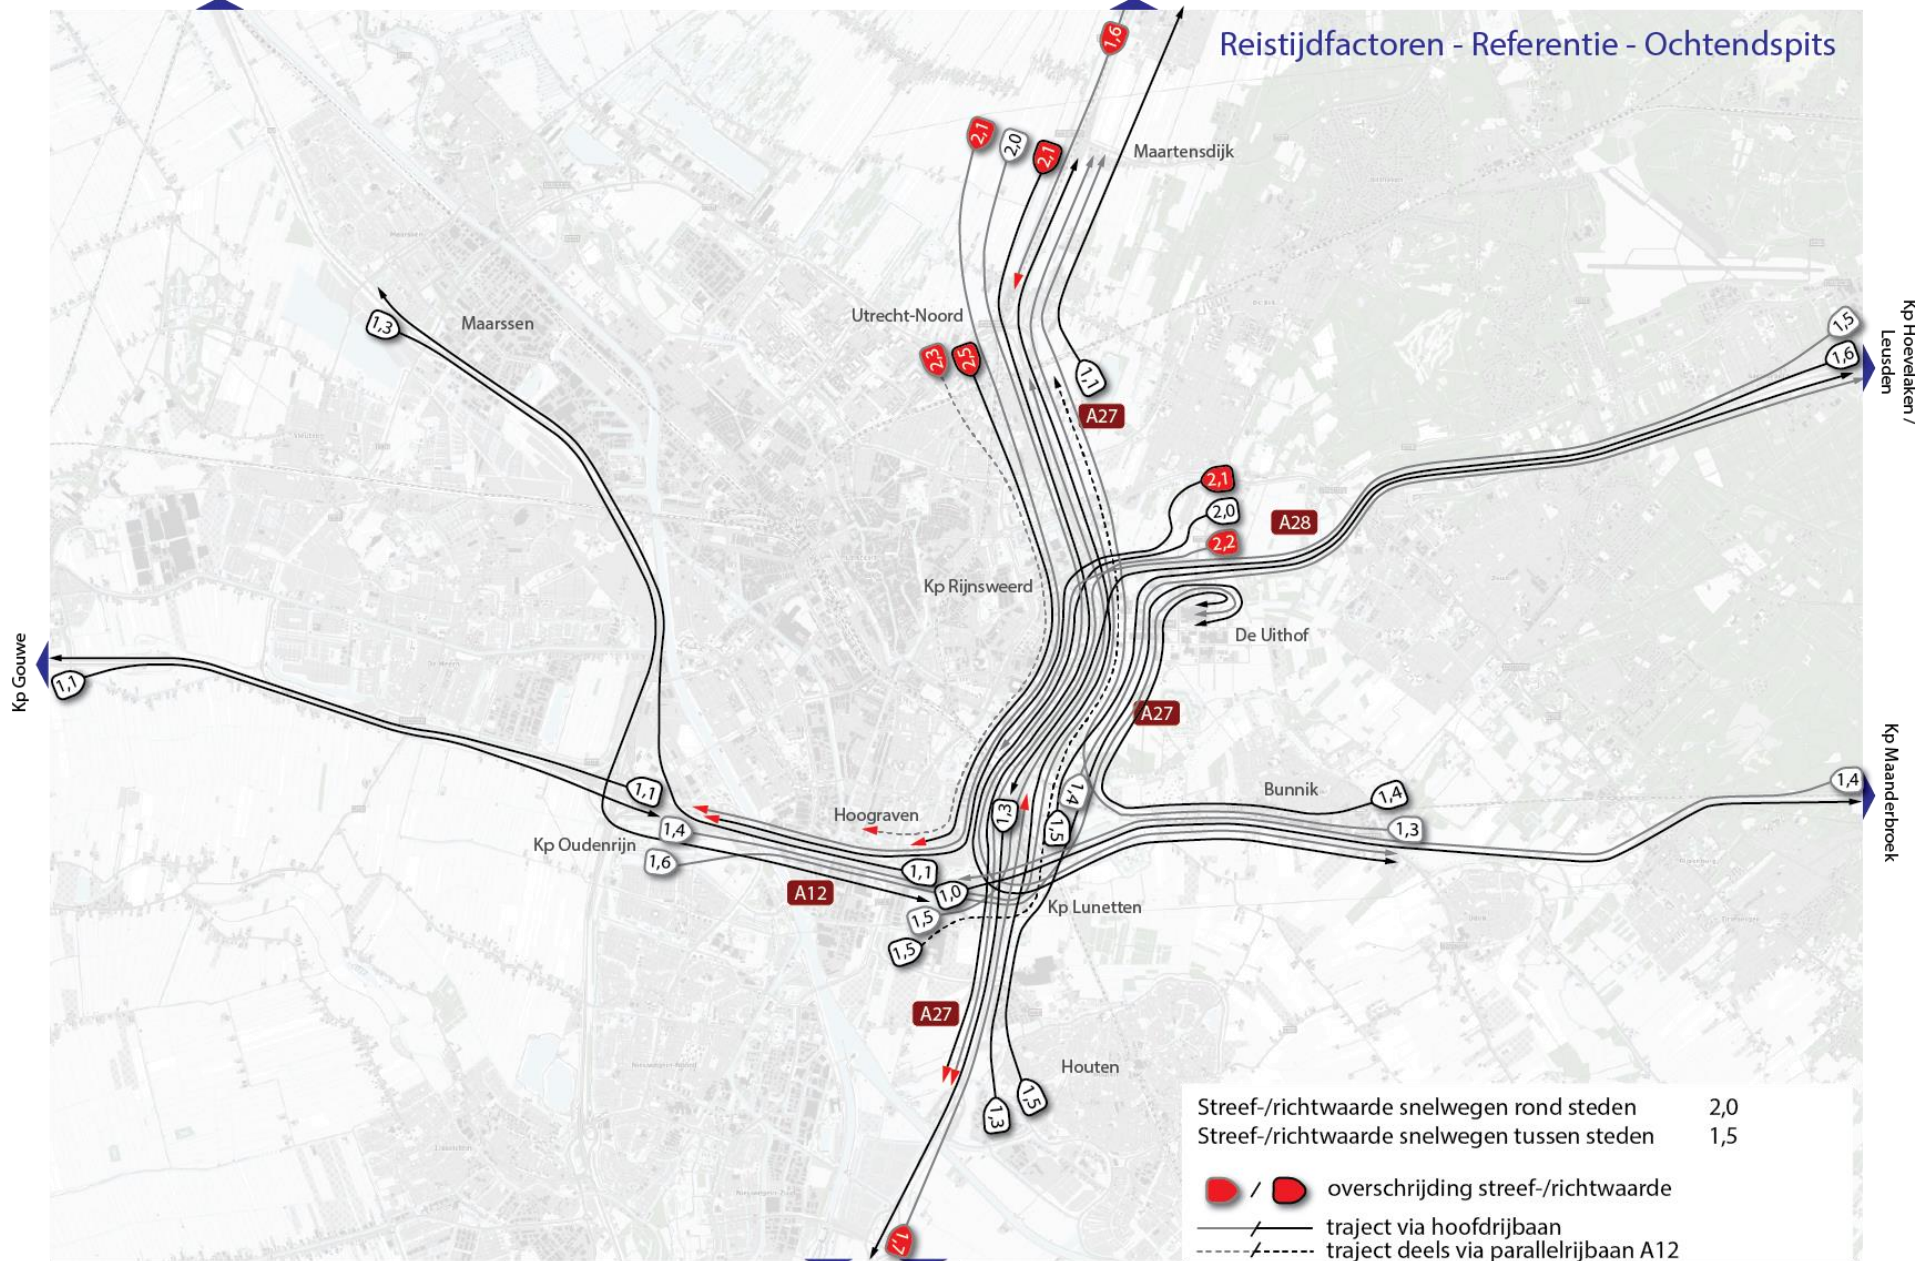 Reistijdfactoren - Referentie - Ochtendspits
1,6
2,1
2,0
2,1
Maartensdijk
Utrecht-Noord
1,3
Maarssen
2,3
2,5
1,1
A27
1,5
1,6
Kp Hoevelaken /
Leusden
2,1
2,0
2,2
A28
Kp Rijnsweerd
De Uithof
Kp Gouwe
1,1
A27
Kp Maanderbroek
1,1
1,4
1,6
Kp Oudenrijn
Hoograven
1,3
1,4
1,5
Bunnik
1,4
1,3
1,4
A12
1,1
1,0
1,5
1,5
Kp Lunetten
A27
Houten
1,3
1,5
1,7
Streef-/richtwaarde snelwegen rond steden 2,0
Streef-/richtwaarde snelwegen tussen steden 1,5
/ overschrijding streef-/richtwaarde
traject via hoofdrijbaan
traject deels via parallelrijbaan A12